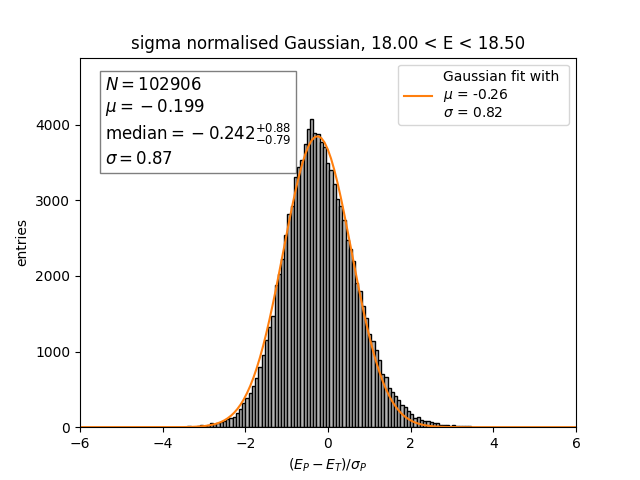 sigma normalised Gaussian, 18.00 < E < 18.50
N = 102906
μ = − 0.199
median = − 0.242 +0.88 −0.79
σ = 0.87
Gaussian fit with
μ = -0.26
σ = 0.82
entries
4000
3000
2000
1000
0
−6 −4 −2 0 2 4 6
(E_P − E_T)/σ_P